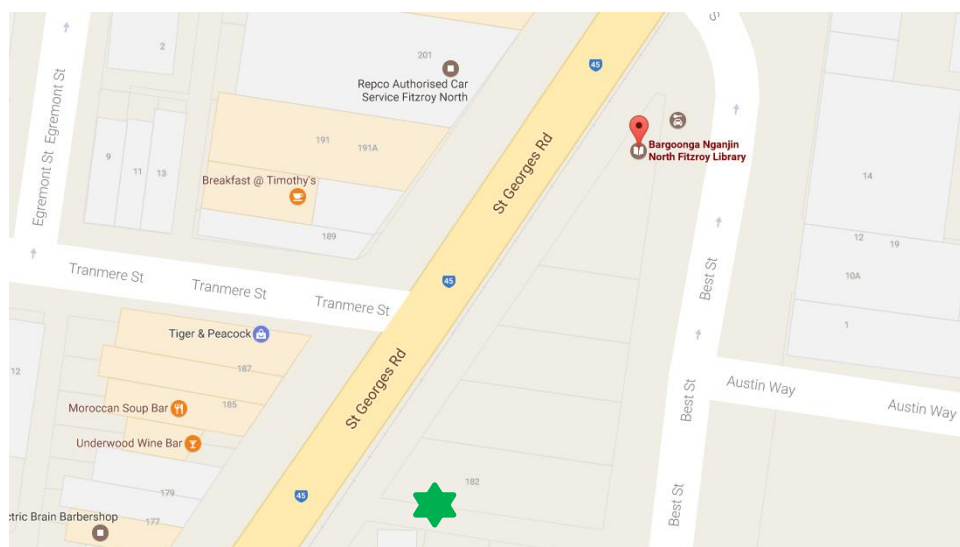 2
201
Repco Authorised Car
Service Fitzroy North
45
Egremont St
Egremont St
191
191A
9
11
13
Breakfast @ Timothy's
189
St Georges Rd
Bargoonga Nganjin
North Fitzroy Library
14
12
19
10A
1
Best St
Tranmere St
Tranmere St
Tranmere St
45
Tiger & Peacock
187
12
185
Moroccan Soup Bar
Underwood Wine Bar
St Georges Rd
Austin Way
Austin Way
Best St
179
177
182
45
Best St
tric Brain Barbershop